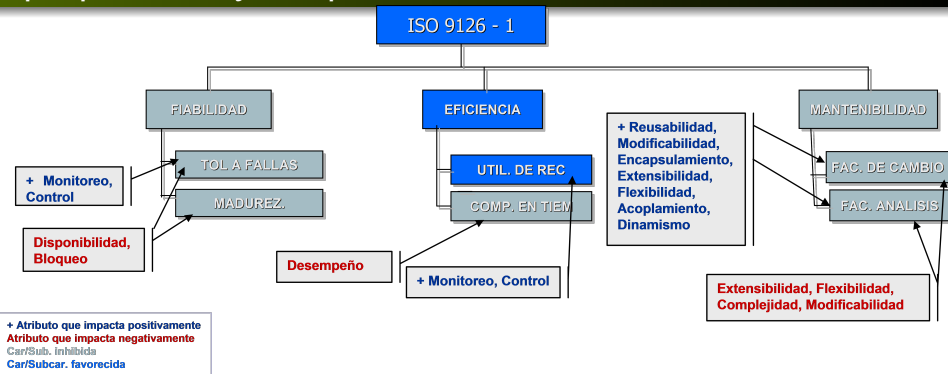 ISO 9126 - 1
FIABILIDAD
EFICIENCIA
MANTENIBILIDAD
TOL A FALLAS
MADUREZ.
UTIL. DE REC
COMP. EN TIEM
FAC. DE CAMBIO
FAC. ANALISIS
+ Monitoreo,
Control
Disponibilidad,
Bloqueo
Desempeño
+ Monitoreo, Control
+ Reusabilidad,
Modificabilidad,
Encapsulamiento,
Extensibilidad,
Flexibilidad,
Acoplamiento,
Dinamismo
Extensibilidad, Flexibilidad,
Complejidad, Modificabilidad
+ Atributo que impacta positivamente
Atributo que impacta negativamente
Car/Sub. Inhibida
Car/Subcar. favorecida